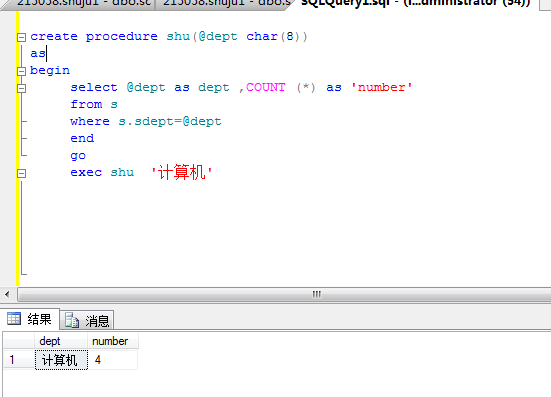 215058.shuju1 - dbo.sc 215058.shuju1 - dbo.s SQLQuery1.sql - (l...dministrator (54))
create procedure shu(@dept char(8))
as
begin
select @dept as dept ,COUNT (*) as 'number'
from s
where s.sdept=@dept
end
go
exec shu '计算机'
结果 消息
dept number
1 计算机 4